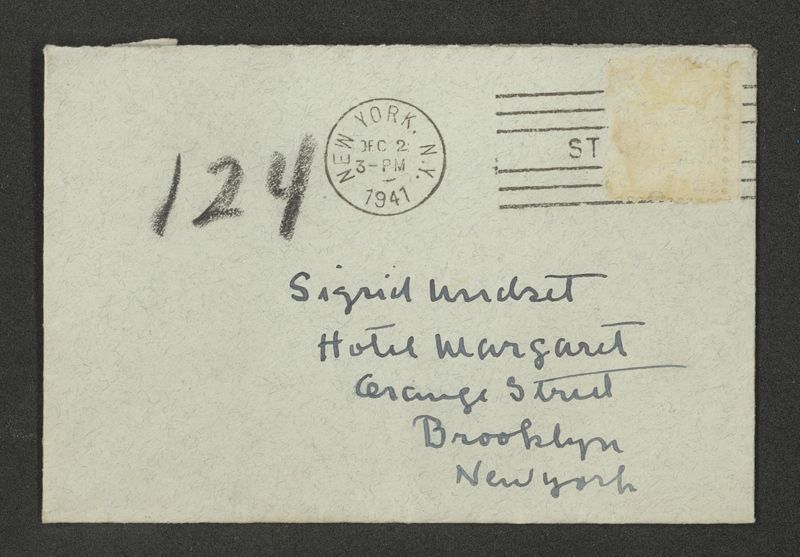 NEW YORK, N.Y.
DEC 2
3-PM
1941
ST
124
Sigrid Undset
Hotel Margaret
Orange Street
Brooklyn
New York